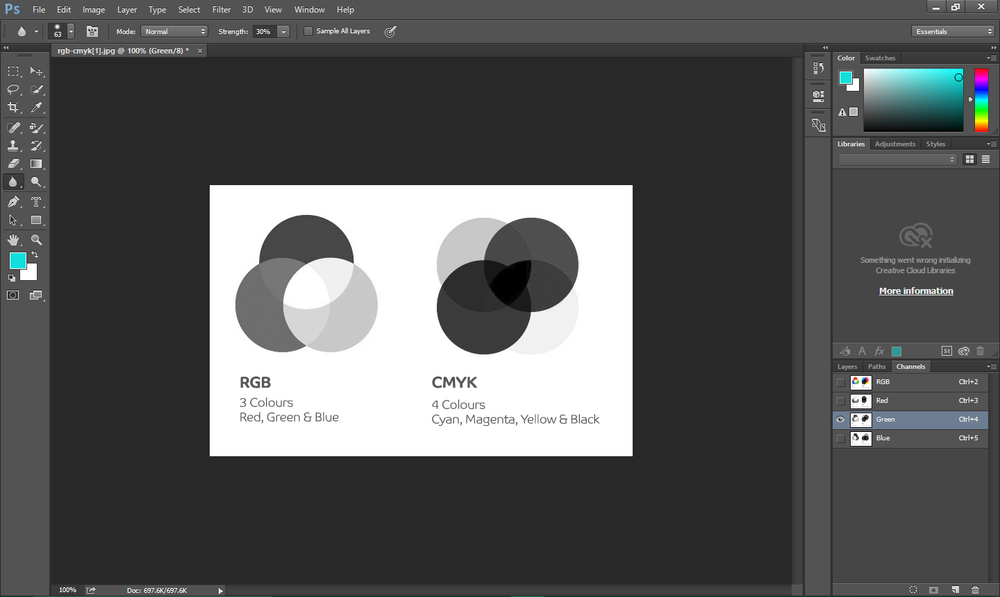 Ps File Edit Image Layer Type Select Filter 3D View Window Help
63 Mode: Normal Strength: 30% Sample All Layers Essentials
rgb-cmyk[1].jpg @ 100% (Green/8) * ×
Color Swatches
Libraries Adjustments Styles
Something went wrong initializing
Creative Cloud Libraries
More information
A fx St
Layers Paths Channels
RGB Ctrl+2
Red Ctrl+3
Green Ctrl+4
Blue Ctrl+5
RGB
3 Colours
Red, Green & Blue
CMYK
4 Colours
Cyan, Magenta, Yellow & Black
100% Doc: 697.6K/697.6K